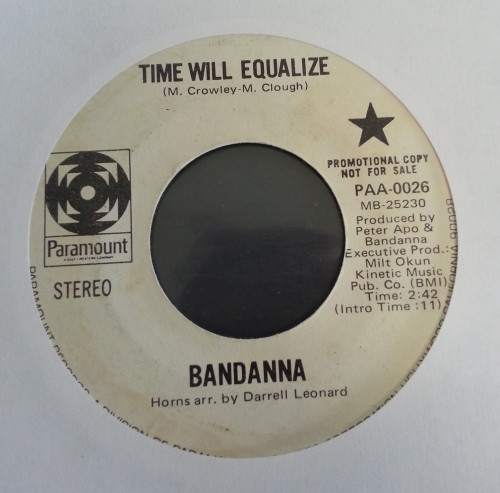 TIME WILL EQUALIZE
(M. Crowley-M. Clough)
PROMOTIONAL COPY
NOT FOR SALE
PAA-0026
MB-25230
Produced by
Peter Apo &
Bandanna
Executive Prod.:
Milt Okun
Kinetic Music
Pub. Co. (BMI)
Time: 2:42
(Intro Time :11)
Paramount
STEREO
BANDANNA
Horns arr. by Darrell Leonard